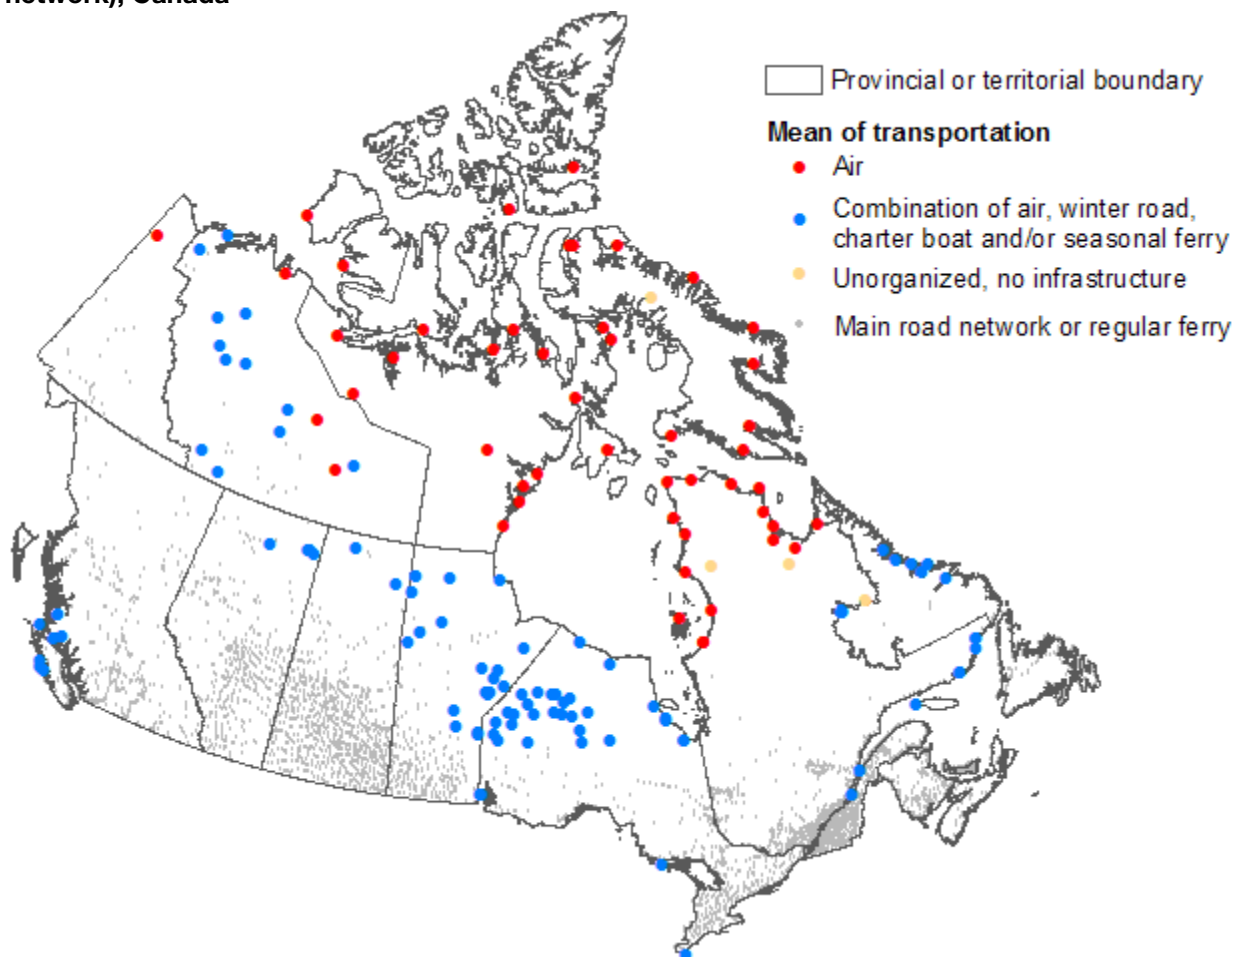 network), Canada
Provincial or territorial boundary
Mean of transportation
Air
Combination of air, winter road,
charter boat and/or seasonal ferry
Unorganized, no infrastructure
Main road network or regular ferry